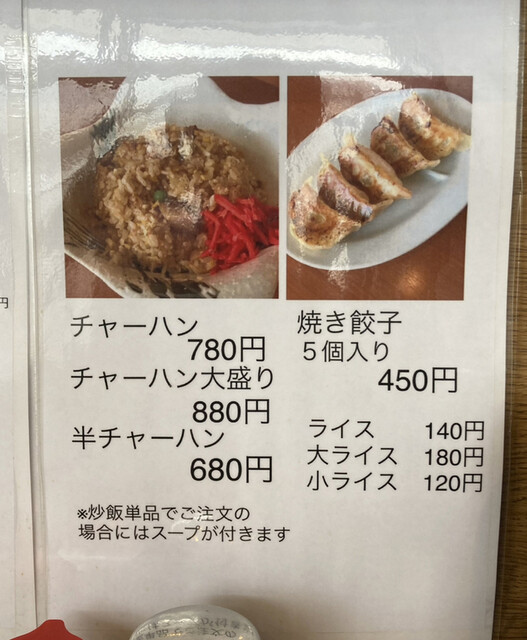 チャーハン
780円
チャーハン大盛り
880円
半チャーハン
680円
※炒飯単品でご注文の
場合にはスープが付きます
焼き餃子
５個入り
450円
ライス 140円
大ライス 180円
小ライス 120円
円